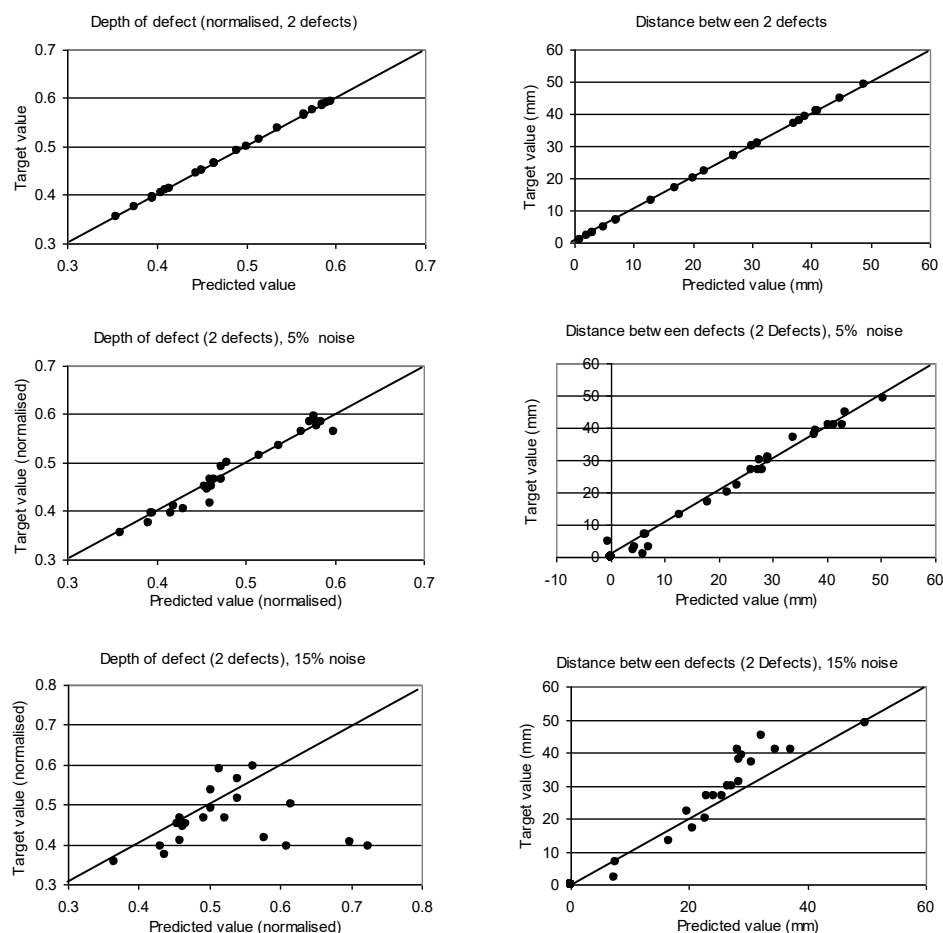 Depth of defect (normalised, 2 defects)
Target value
0.7
0.6
0.5
0.4
0.3
0.3 0.4 0.5 0.6 0.7
Predicted value
Distance between 2 defects
Target value (mm)
60
50
40
30
20
10
0
0 10 20 30 40 50 60
Predicted value (mm)
Depth of defect (2 defects), 5% noise
Target value (normalised)
0.7
0.6
0.5
0.4
0.3
0.3 0.4 0.5 0.6 0.7
Predicted value (normalised)
Distance between defects (2 Defects), 5% noise
Target value (mm)
60
50
40
30
20
10
0
-10 0 10 20 30 40 50 60
Predicted value (mm)
Depth of defect (2 defects), 15% noise
Target value (normalised)
0.8
0.7
0.6
0.5
0.4
0.3
0.3 0.4 0.5 0.6 0.7 0.8
Predicted value (normalised)
Distance between defects (2 Defects), 15% noise
Target value (mm)
60
50
40
30
20
10
0
0 20 40 60
Predicted value (mm)